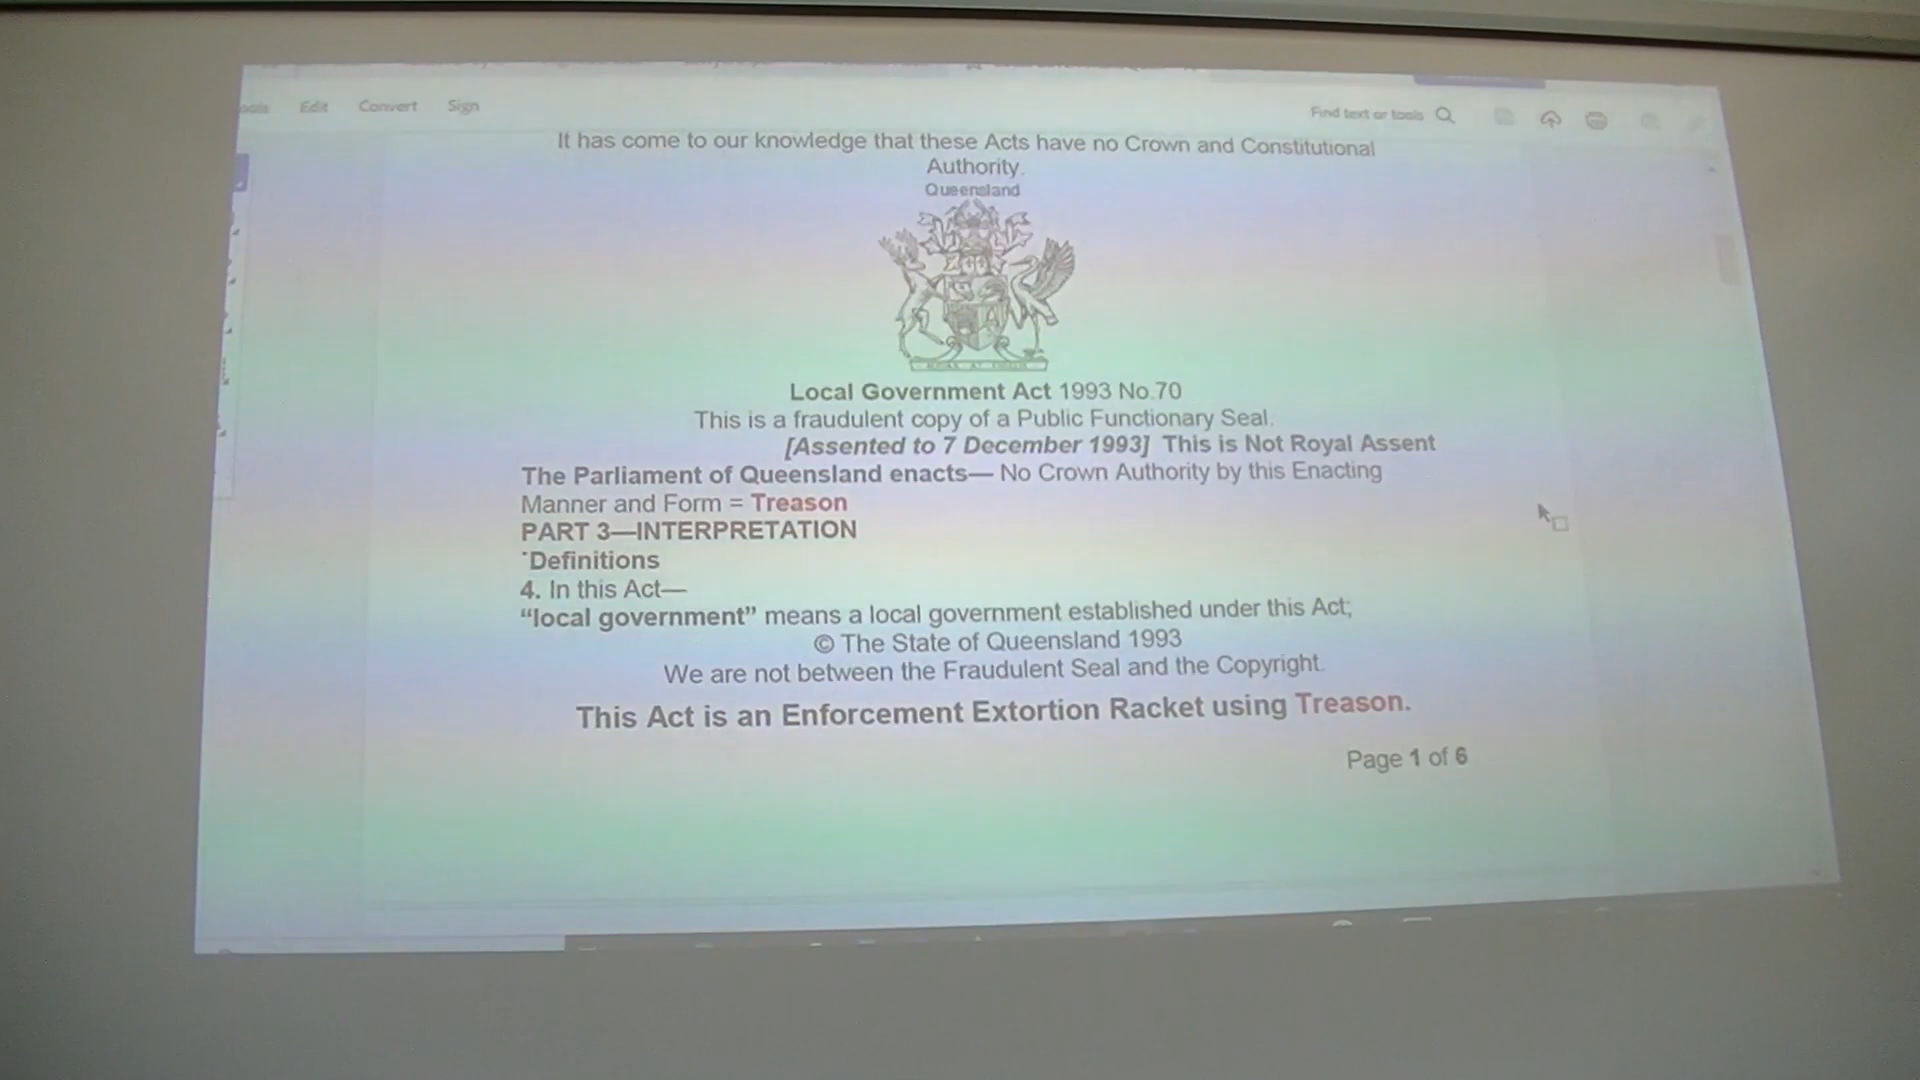 Edit Convert Sign
Find text or tools
It has come to our knowledge that these Acts have no Crown and Constitutional
Authority.
Queensland
Local Government Act 1993 No.70
This is a fraudulent copy of a Public Functionary Seal.
[Assented to 7 December 1993] This is Not Royal Assent
The Parliament of Queensland enacts— No Crown Authority by this Enacting
Manner and Form = Treason
PART 3—INTERPRETATION
˙Definitions
4. In this Act—
“local government” means a local government established under this Act;
© The State of Queensland 1993
We are not between the Fraudulent Seal and the Copyright.
This Act is an Enforcement Extortion Racket using Treason.
Page 1 of 6